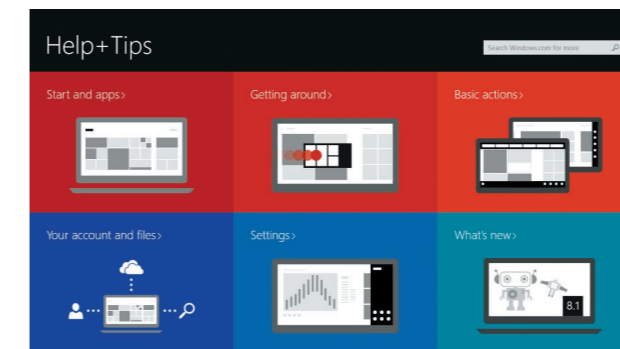 Help+Tips
Search Windows.com for more
Start and apps>
Getting around>
Basic actions>
Your account and files>
Settings>
What's new>
8.1